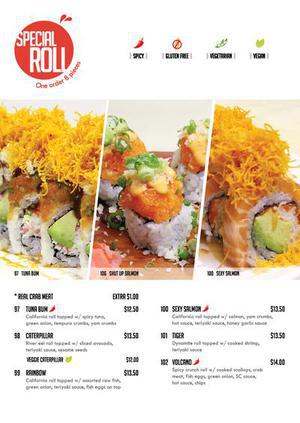 SPECIAL
ROLL
One order 8 pieces
SPICY
GLUTEN FREE
VEGETARIAN
VEGAN
97 TUNA BUM
106 SHUT UP SALMON
100 SEXY SALMON
* REAL CRAB MEAT EXTRA $1.00
97 TUNA BUM $12.50
California roll topped w/ spicy tuna,
green onion, tempura crumbs, yam crumbs
98 CATERPILLAR $13.50
River eel roll topped w/ sliced avocado,
teriyaki sauce, sesame seeds
VEGGIE CATERPILLAR $12.00
99 RAINBOW $13.50
California roll topped w/ assorted raw fish,
green onion, teriyaki sauce, fish eggs on top
100 SEXY SALMON $13.50
California roll topped w/ salmon, yam crumbs,
hot sauce, teriyaki sauce, honey garlic sauce
101 TIGER $13.50
Dynamite roll topped w/ cooked shrimp,
teriyaki sauce
102 VOLCANO $14.00
Spicy crunch roll w/ cooked scallops, crab
meat, fish eggs, green onion, SC sauce,
hot sauce, chips